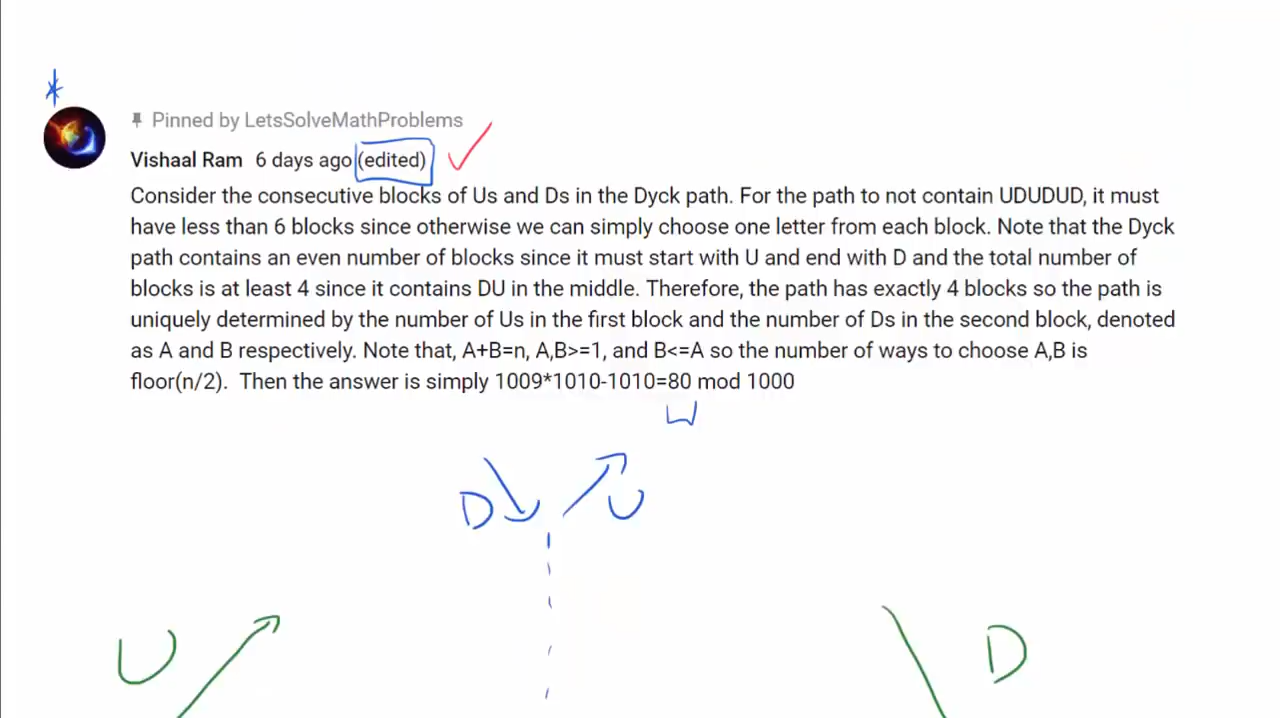 Pinned by LetsSolveMathProblems
Vishaal Ram 6 days ago (edited)
Consider the consecutive blocks of Us and Ds in the Dyck path. For the path to not contain UDUDUD, it must
have less than 6 blocks since otherwise we can simply choose one letter from each block. Note that the Dyck
path contains an even number of blocks since it must start with U and end with D and the total number of
blocks is at least 4 since it contains DU in the middle. Therefore, the path has exactly 4 blocks so the path is
uniquely determined by the number of Us in the first block and the number of Ds in the second block, denoted
as A and B respectively. Note that, A+B=n, A,B>=1, and B<=A so the number of ways to choose A,B is
floor(n/2). Then the answer is simply 1009*1010-1010=80 mod 1000
D U
U D